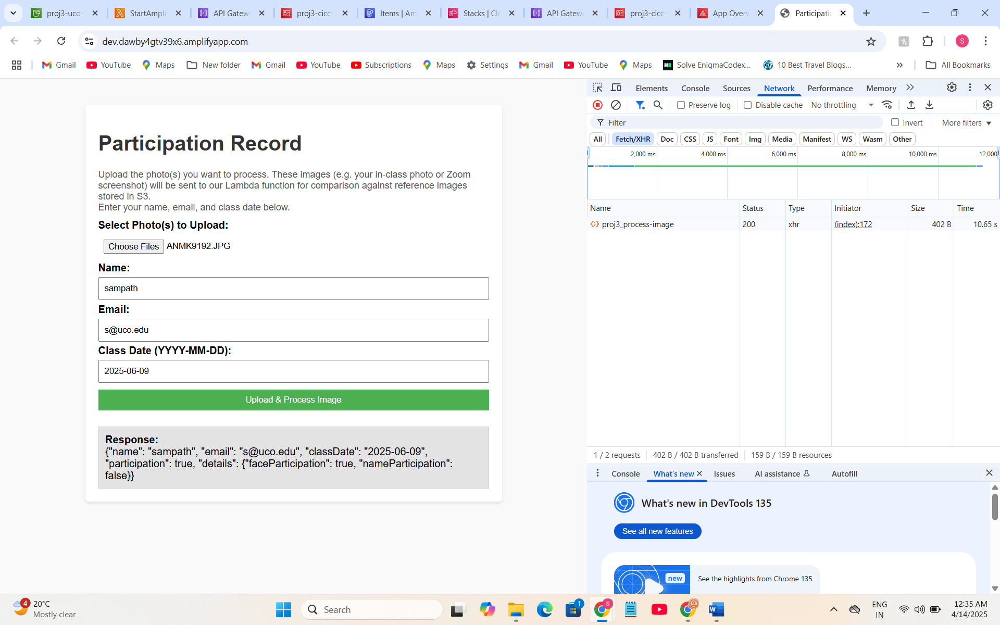 proj3-uco-
StartAmpli
API Gatew
proj3-cicc-
Items | Am
Stacks | Cl
API Gatew
proj3-cicc-
App Over
Participati
dev.dawby4gtv39x6.amplifyapp.com
S
Gmail
YouTube
Maps
New folder
Gmail
YouTube
Subscriptions
Maps
Settings
Gmail
YouTube
Maps
Solve EnigmaCodex...
10 Best Travel Blogs...
All Bookmarks
Participation Record
Upload the photo(s) you want to process. These images (e.g. your in-class photo or Zoom
screenshot) will be sent to our Lambda function for comparison against reference images
stored in S3.
Enter your name, email, and class date below.
Select Photo(s) to Upload:
Choose Files ANMK9192.JPG
Name:
sampath
Email:
s@uco.edu
Class Date (YYYY-MM-DD):
2025-06-09
Upload & Process Image
Response:
{"name": "sampath", "email": "s@uco.edu", "classDate": "2025-06-09",
"participation": true, "details": {"faceParticipation": true, "nameParticipation":
false}}
Elements Console Sources Network Performance Memory
Preserve log Disable cache No throttling
Filter Invert More filters
All Fetch/XHR Doc CSS JS Font Img Media Manifest WS Wasm Other
2,000 ms 4,000 ms 6,000 ms 8,000 ms 10,000 ms 12,000
Name Status Type Initiator Size Time
proj3_process-image 200 xhr (index):172 402 B 10.65 s
1 / 2 requests 402 B / 402 B transferred 159 B / 159 B resources
Console What's new Issues AI assistance Autofill
What's new in DevTools 135
See all new features
new
See the highlights from Chrome 135
4
20°C
Mostly clear
Search
1
S
ENG
IN
12:35 AM
4/14/2025